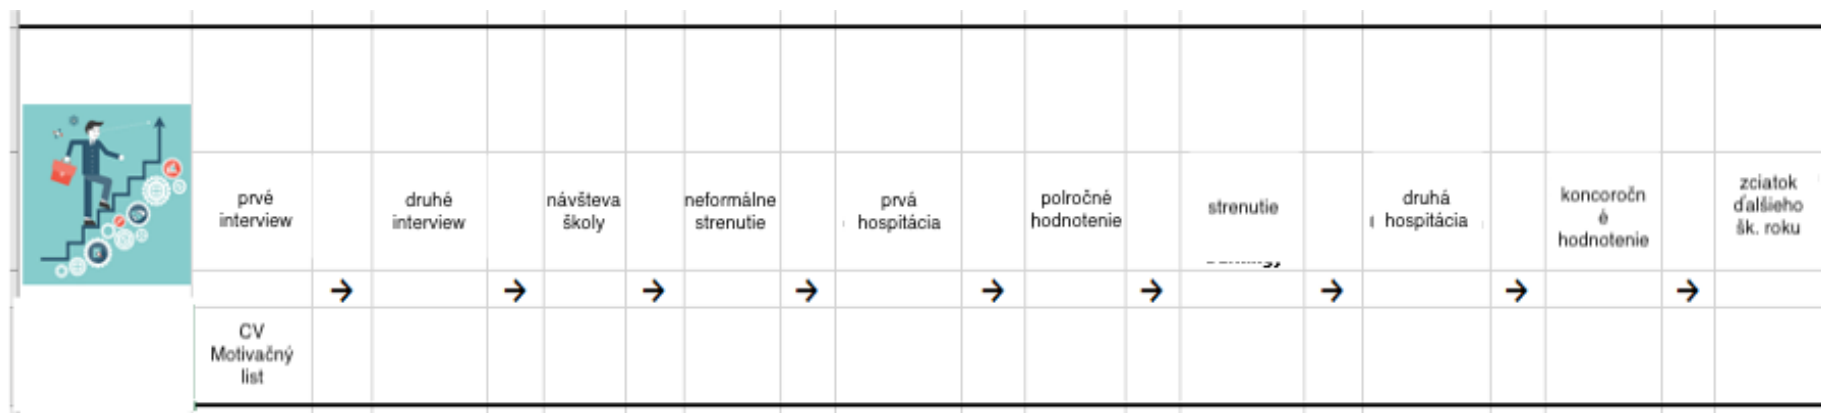 prvé
interview
druhé
interview
návšteva
školy
neformálne
strenutie
prvá
hospitácia
polročné
hodnotenie
strenutie
druhá
hospitácia
koncoročn
é
hodnotenie
zciatok
ďalšieho
šk. roku
→ → → → → → → → →
CV
Motivačný
list